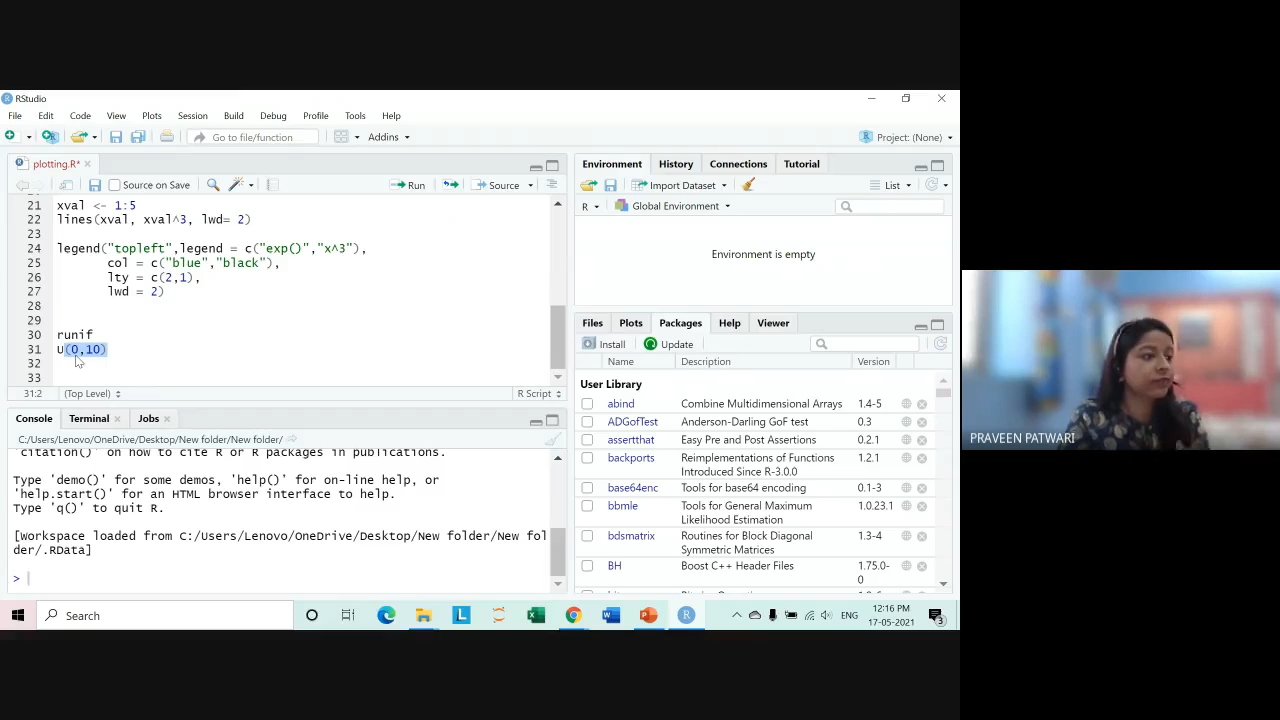 RStudio
File Edit Code View Plots Session Build Debug Profile Tools Help
Go to file/function Addins Project: (None)
plotting.R*
Source on Save Run Source
21 xval <- 1:5
22 lines(xval, xval^3, lwd= 2)
23
24 legend("topleft",legend = c("exp()","x^3"),
25 col = c("blue","black"),
26 lty = c(2,1),
27 lwd = 2)
28
29
30 runif
31 U(0,10)
32
33
31:2 (Top Level) R Script
Console Terminal Jobs
C:/Users/Lenovo/OneDrive/Desktop/New folder/New folder/
'citation()' on how to cite R or R packages in publications.
Type 'demo()' for some demos, 'help()' for on-line help, or
'help.start()' for an HTML browser interface to help.
Type 'q()' to quit R.
[workspace loaded from C:/Users/Lenovo/OneDrive/Desktop/New folder/New fol
der/.RData]
>
Environment History Connections Tutorial
Import Dataset List
R Global Environment
Environment is empty
Files Plots Packages Help Viewer
Install Update
Name Description Version
User Library
abind Combine Multidimensional Arrays 1.4-5
ADGofTest Anderson-Darling GoF test 0.3
assertthat Easy Pre and Post Assertions 0.2.1
backports Reimplementations of Functions Introduced Since R-3.0.0 1.2.1
base64enc Tools for base64 encoding 0.1-3
bbmle Tools for General Maximum Likelihood Estimation 1.0.23.1
bdsmatrix Routines for Block Diagonal Symmetric Matrices 1.3-4
BH Boost C++ Header Files 1.75.0-0
PRAVEEN PATWARI
Search
ENG
12:16 PM
17-05-2021
3